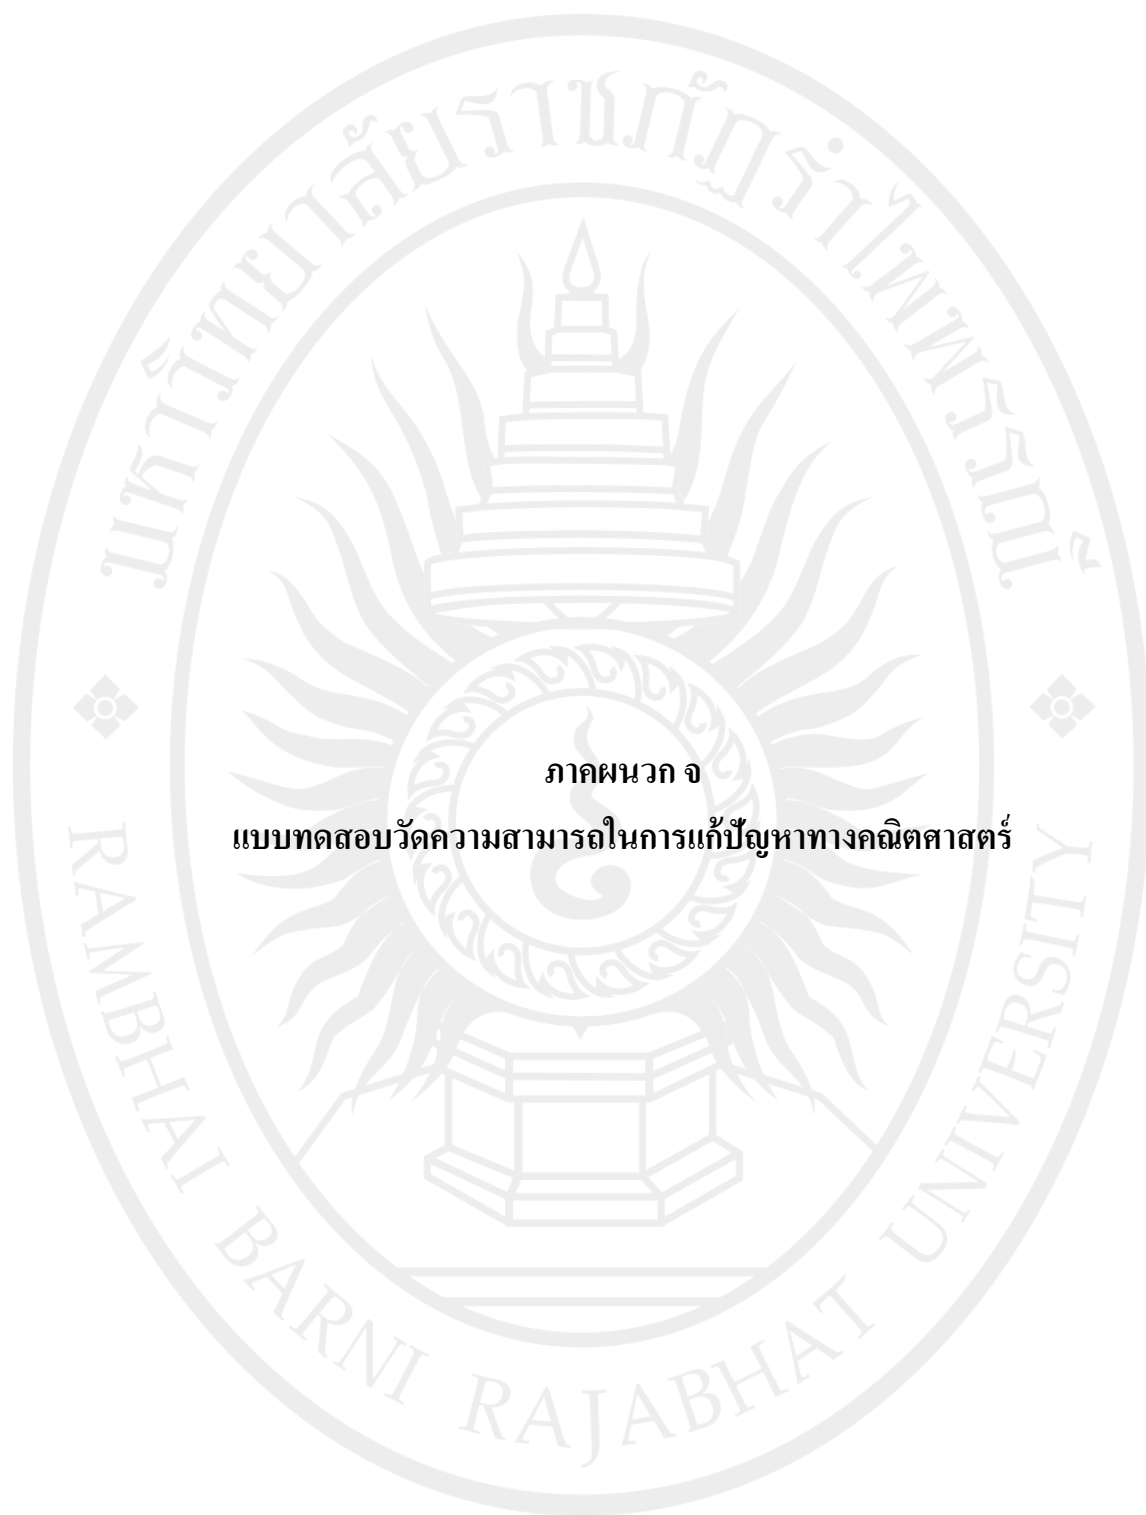 มหาวิทยาลัยราชภัฏรำไพพรรณี
ภาคผนวก จ
แบบทดสอบวัดความสามารถในการแก้ปัญหาทางคณิตศาสตร์
RAMBHAI BARNI RAJABHAT UNIVERSITY